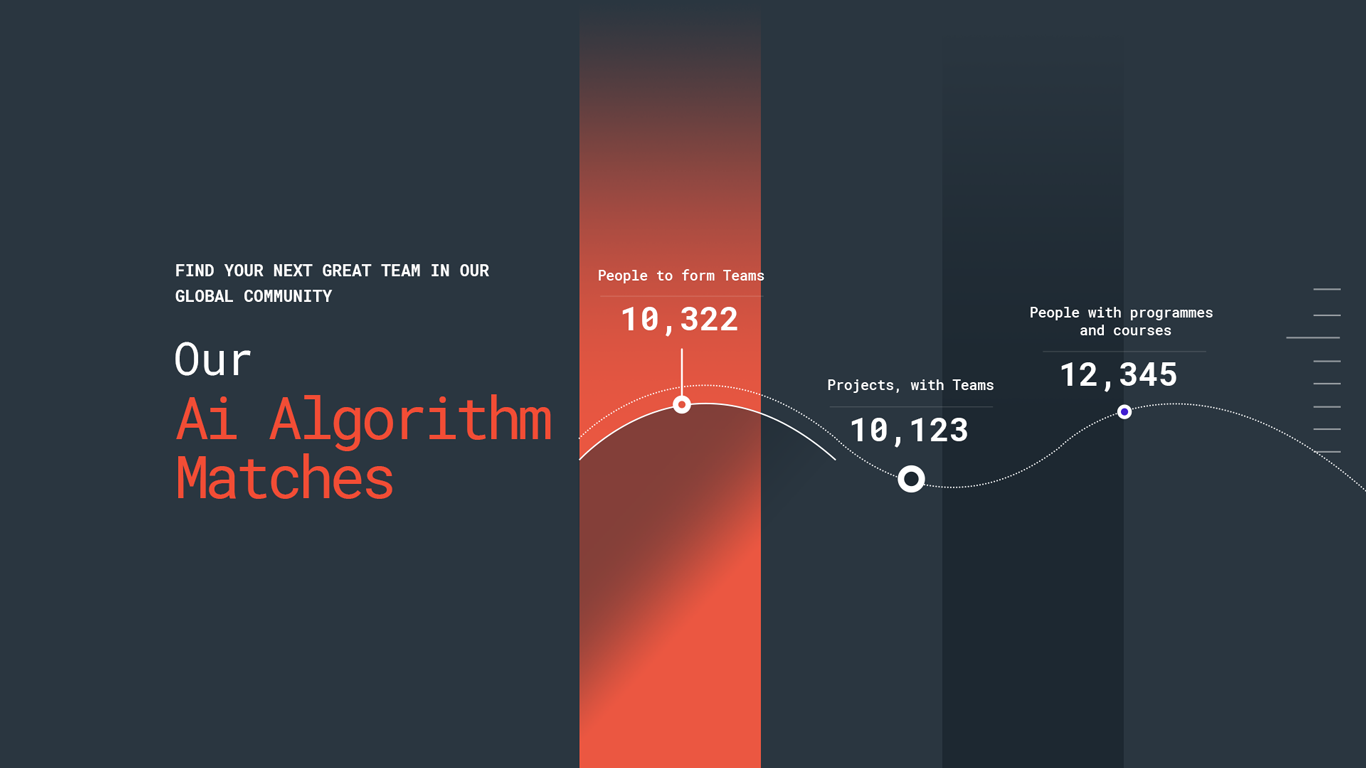 FIND YOUR NEXT GREAT TEAM IN OUR
GLOBAL COMMUNITY
Our
Ai Algorithm
Matches
People to form Teams
10,322
Projects, with Teams
10,123
People with programmes
and courses
12,345